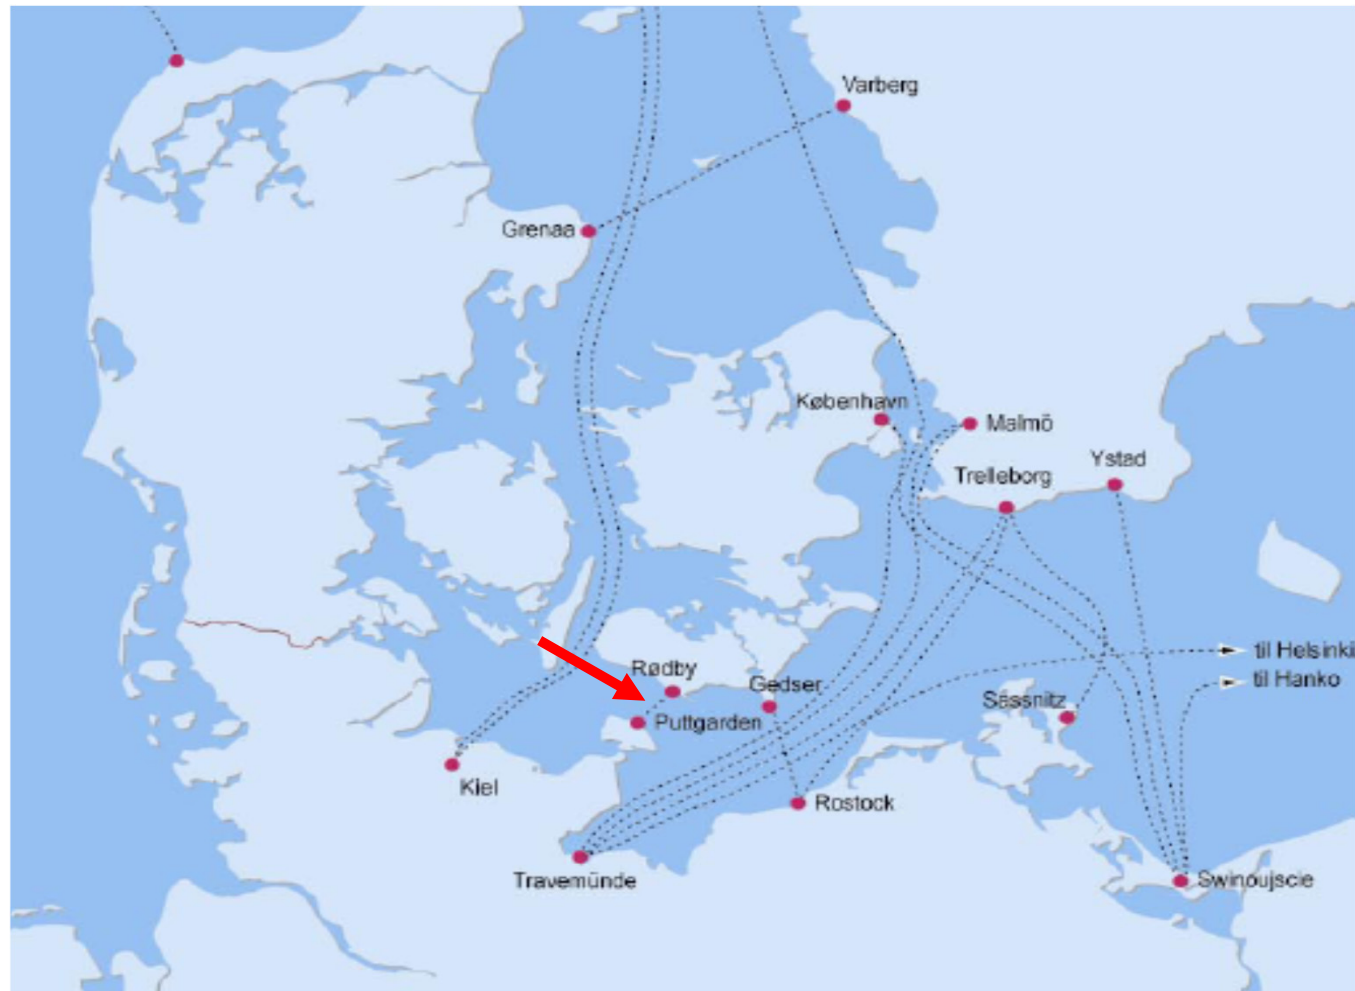 Varberg
Grenaa
København
Malmö
Ystad
Trelleborg
til Helsinki
Rødby
til Hanko
Gedser
Sassnitz
Puttgarden
Kiel
Rostock
Travemünde
Swinoujscie